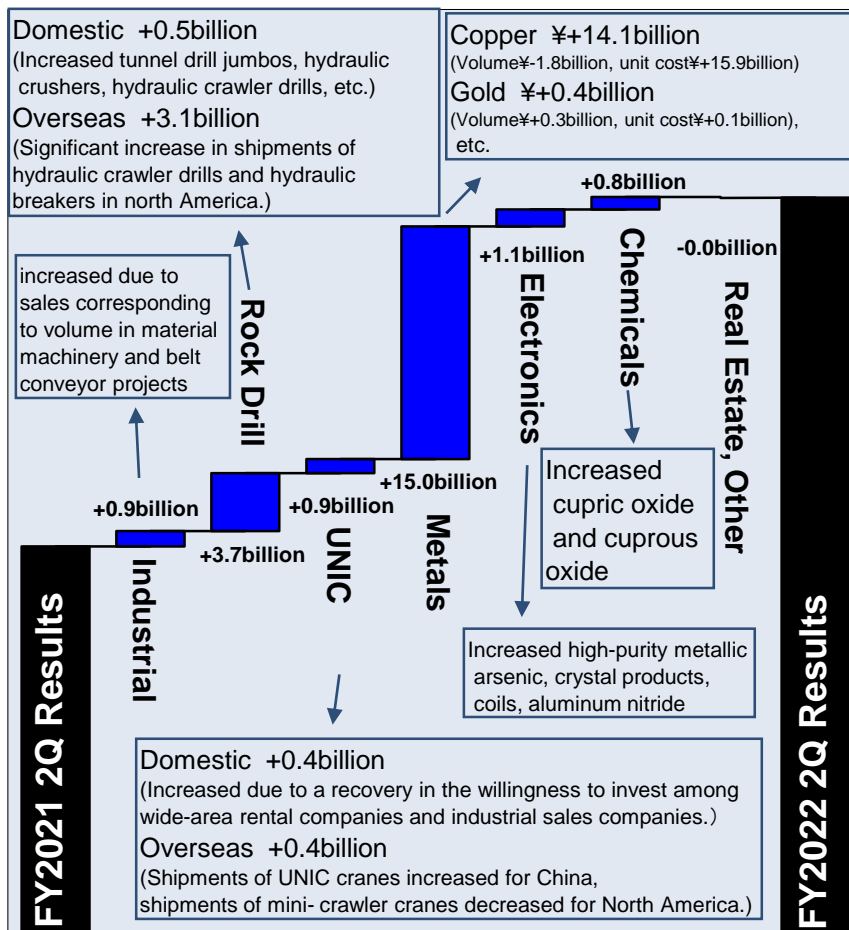 Domestic +0.5billion
(Increased tunnel drill jumbos, hydraulic
crushers, hydraulic crawler drills, etc.)
Overseas +3.1billion
(Significant increase in shipments of
hydraulic crawler drills and hydraulic
breakers in north America.)
Copper ¥+14.1billion
(Volume¥-1.8billion, unit cost¥+15.9billion)
Gold ¥+0.4billion
(Volume¥+0.3billion, unit cost¥+0.1billion),
etc.
+0.8billion
+1.1billion
-0.0billion
increased due to
sales corresponding
to volume in material
machinery and belt
conveyor projects
Rock Drill
Electronics
Chemicals
Real Estate, Other
+0.9billion
+3.7billion
+0.9billion
+15.0billion
Industrial
UNIC
Metals
Increased
cupric oxide
and cuprous
oxide
Increased high-purity metallic
arsenic, crystal products,
coils, aluminum nitride
FY2021 2Q Results
FY2022 2Q Results
Domestic +0.4billion
(Increased due to a recovery in the willingness to invest among
wide-area rental companies and industrial sales companies.）
Overseas +0.4billion
(Shipments of UNIC cranes increased for China,
shipments of mini- crawler cranes decreased for North America.)